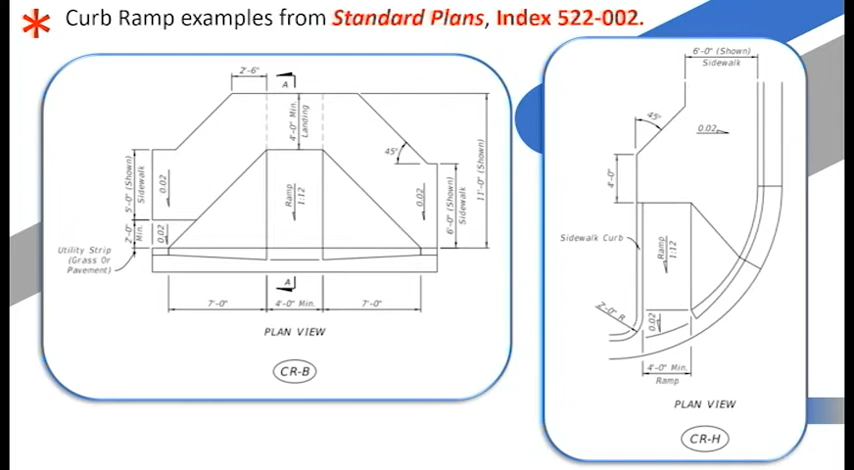 * Curb Ramp examples from Standard Plans, Index 522-002.
2'-6"
A
4'-0" Min.
Landing
45°
5'-0" (Shown)
Sidewalk
0.02
Ramp
1:12
0.02
6'-0" (Shown)
Sidewalk
11'-0" (Shown)
2'-0"
Min.
0.02
Utility Strip
(Grass Or
Pavement)
A
7'-0"
4'-0" Min.
7'-0"
PLAN VIEW
CR-B
6'-0" (Shown)
Sidewalk
45°
0.02
4'-0"
Sidewalk Curb
Ramp
1:12
2'-0" R
0.02
4'-0" Min.
Ramp
PLAN VIEW
CR-H